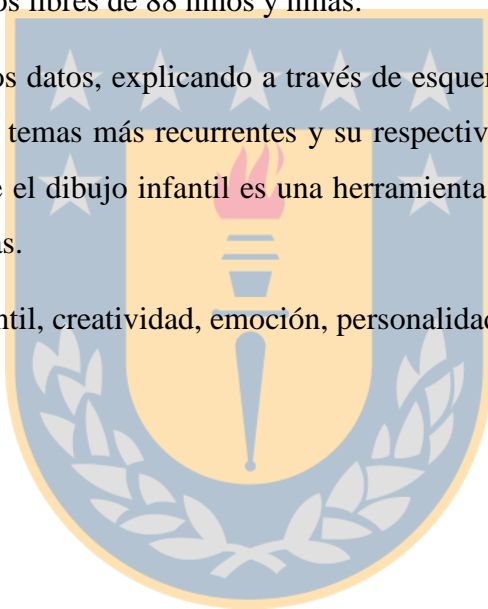 os libres de 88 niños y niñas.
os datos, explicando a través de esquer
temas más recurrentes y su respectiv
e el dibujo infantil es una herramienta
as.
ntil, creatividad, emoción, personalidad